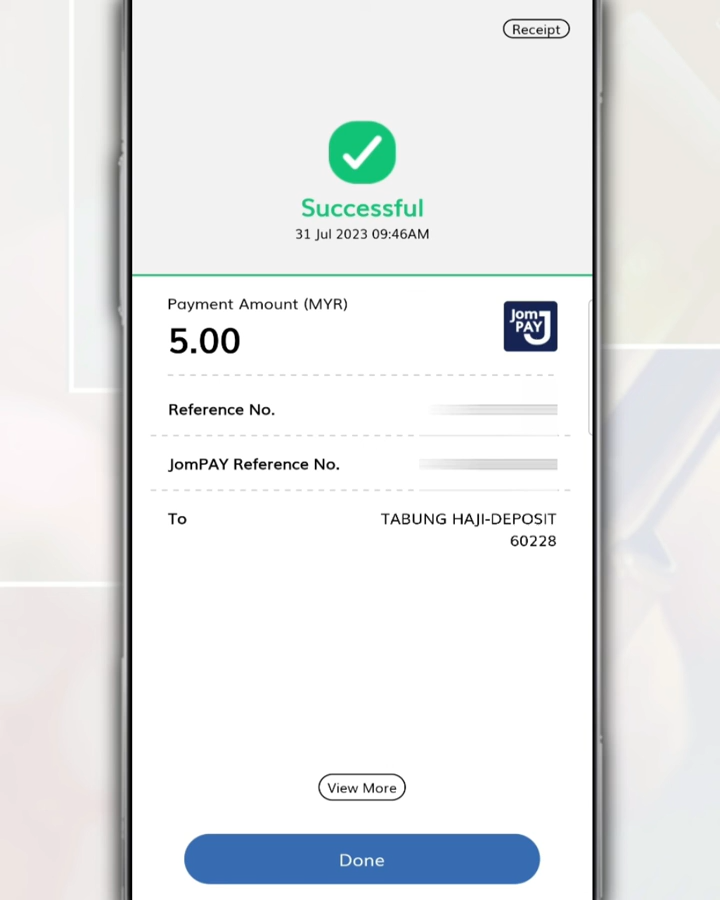 Receipt
Successful
31 Jul 2023 09:46AM
Payment Amount (MYR)
5.00
Jom
PAY
Reference No.
JomPAY Reference No.
To
TABUNG HAJI-DEPOSIT
60228
View More
Done